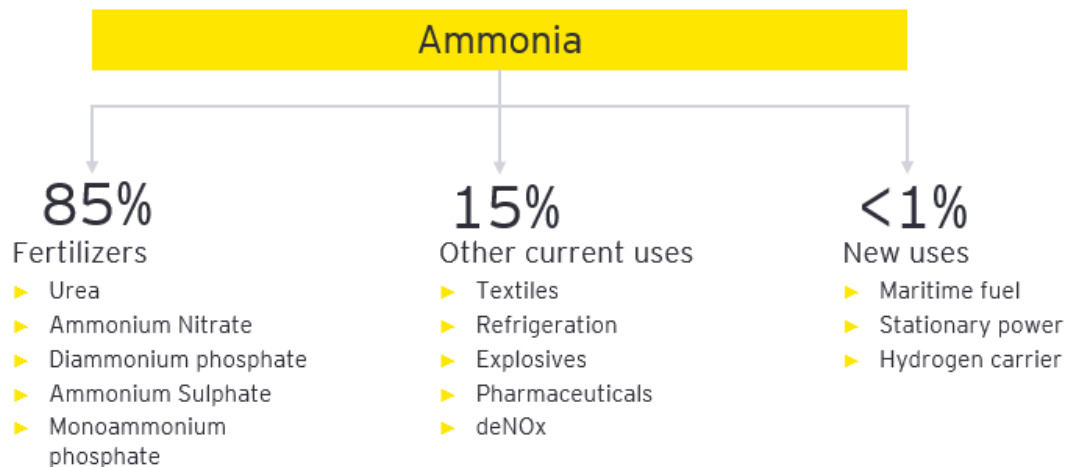 Ammonia
85%
Fertilizers
Urea
Ammonium Nitrate
Diammonium phosphate
Ammonium Sulphate
Monoammonium
phosphate
15%
Other current uses
Textiles
Refrigeration
Explosives
Pharmaceuticals
deNOx
<1%
New uses
Maritime fuel
Stationary power
Hydrogen carrier